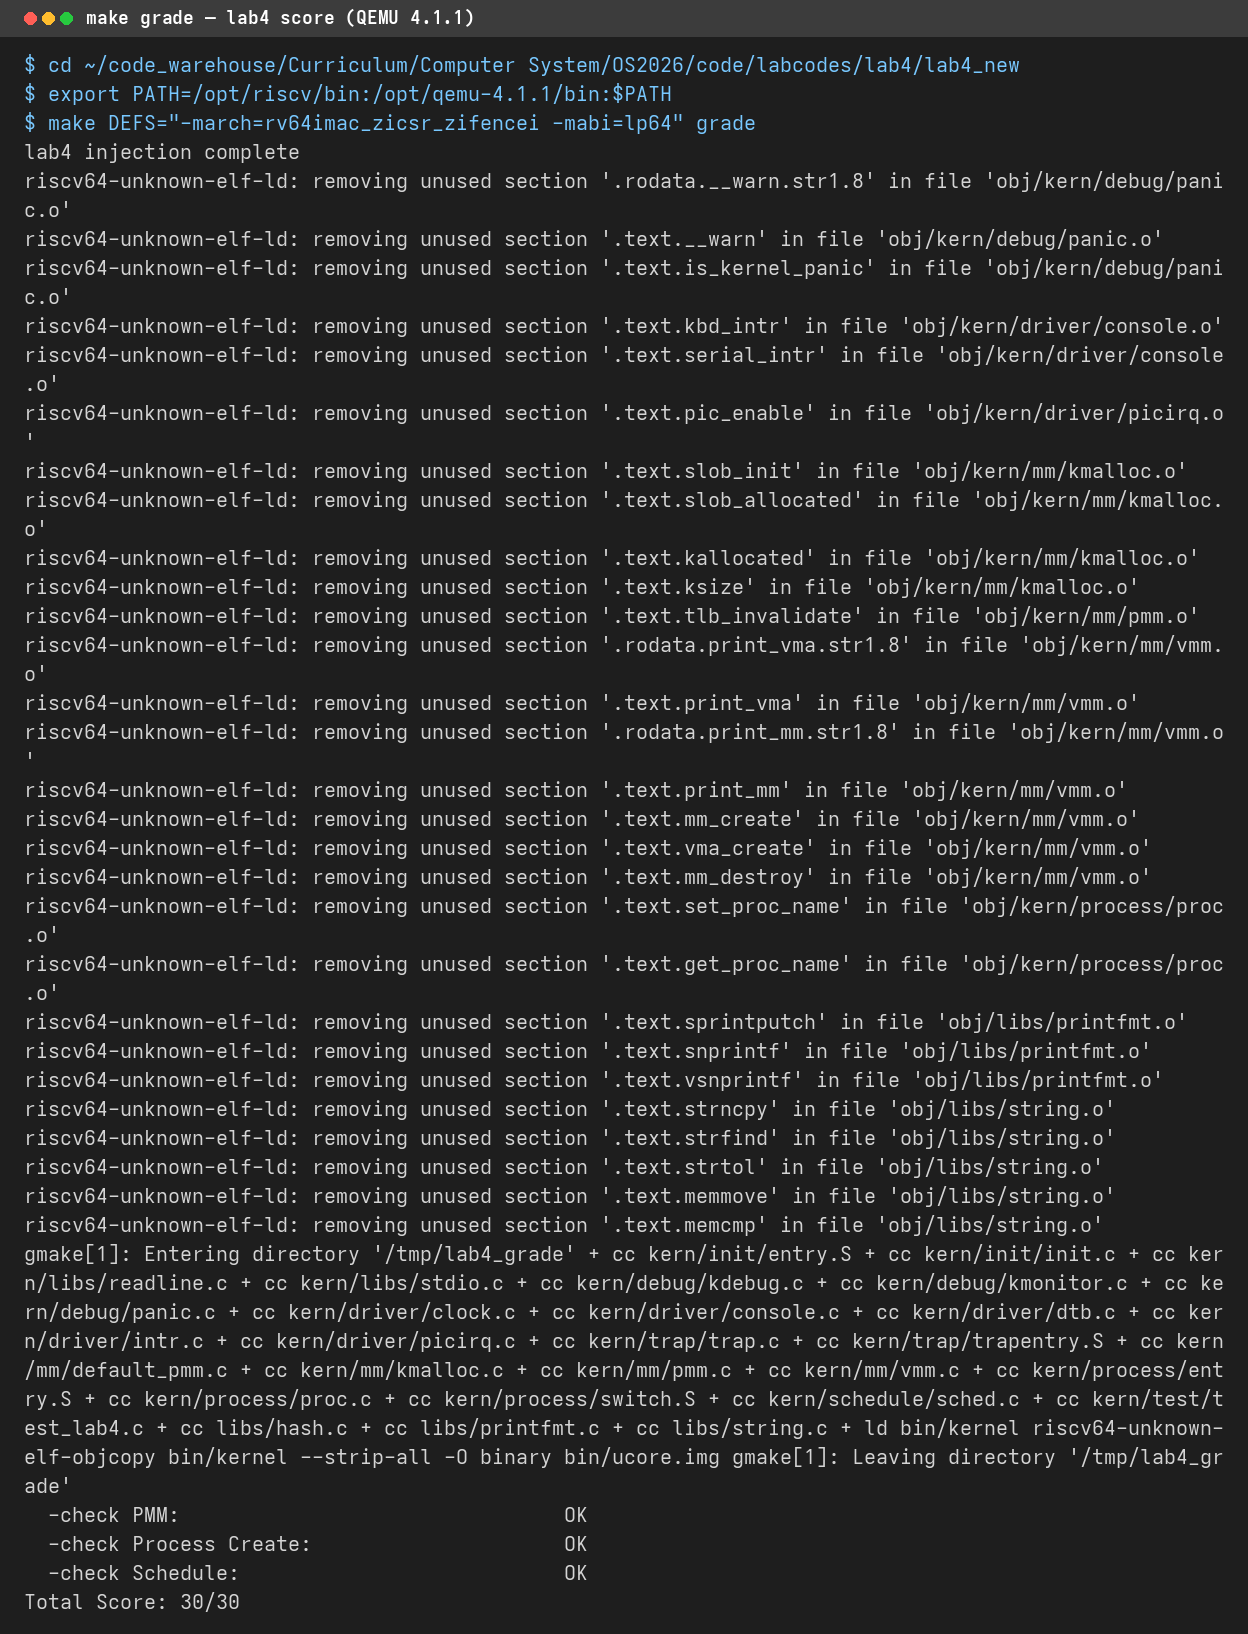 make grade — lab4 score (QEMU 4.1.1)
$ cd ~/code_warehouse/Curriculum/Computer System/OS2026/code/labcodes/lab4/lab4_new
$ export PATH=/opt/riscv/bin:/opt/qemu-4.1.1/bin:$PATH
$ make DEFS="-march=rv64imac_zicsr_zifencei -mabi=lp64" grade
lab4 injection complete
riscv64-unknown-elf-ld: removing unused section '.rodata.__warn.str1.8' in file 'obj/kern/debug/pani
c.o'
riscv64-unknown-elf-ld: removing unused section '.text.__warn' in file 'obj/kern/debug/panic.o'
riscv64-unknown-elf-ld: removing unused section '.text.is_kernel_panic' in file 'obj/kern/debug/pani
c.o'
riscv64-unknown-elf-ld: removing unused section '.text.kbd_intr' in file 'obj/kern/driver/console.o'
riscv64-unknown-elf-ld: removing unused section '.text.serial_intr' in file 'obj/kern/driver/console
.o'
riscv64-unknown-elf-ld: removing unused section '.text.pic_enable' in file 'obj/kern/driver/picirq.o
'
riscv64-unknown-elf-ld: removing unused section '.text.slob_init' in file 'obj/kern/mm/kmalloc.o'
riscv64-unknown-elf-ld: removing unused section '.text.slob_allocated' in file 'obj/kern/mm/kmalloc.
o'
riscv64-unknown-elf-ld: removing unused section '.text.kallocated' in file 'obj/kern/mm/kmalloc.o'
riscv64-unknown-elf-ld: removing unused section '.text.ksize' in file 'obj/kern/mm/kmalloc.o'
riscv64-unknown-elf-ld: removing unused section '.text.tlb_invalidate' in file 'obj/kern/mm/pmm.o'
riscv64-unknown-elf-ld: removing unused section '.rodata.print_vma.str1.8' in file 'obj/kern/mm/vmm.
o'
riscv64-unknown-elf-ld: removing unused section '.text.print_vma' in file 'obj/kern/mm/vmm.o'
riscv64-unknown-elf-ld: removing unused section '.rodata.print_mm.str1.8' in file 'obj/kern/mm/vmm.o
'
riscv64-unknown-elf-ld: removing unused section '.text.print_mm' in file 'obj/kern/mm/vmm.o'
riscv64-unknown-elf-ld: removing unused section '.text.mm_create' in file 'obj/kern/mm/vmm.o'
riscv64-unknown-elf-ld: removing unused section '.text.vma_create' in file 'obj/kern/mm/vmm.o'
riscv64-unknown-elf-ld: removing unused section '.text.mm_destroy' in file 'obj/kern/mm/vmm.o'
riscv64-unknown-elf-ld: removing unused section '.text.set_proc_name' in file 'obj/kern/process/proc
.o'
riscv64-unknown-elf-ld: removing unused section '.text.get_proc_name' in file 'obj/kern/process/proc
.o'
riscv64-unknown-elf-ld: removing unused section '.text.sprintputch' in file 'obj/libs/printfmt.o'
riscv64-unknown-elf-ld: removing unused section '.text.snprintf' in file 'obj/libs/printfmt.o'
riscv64-unknown-elf-ld: removing unused section '.text.vsnprintf' in file 'obj/libs/printfmt.o'
riscv64-unknown-elf-ld: removing unused section '.text.strncpy' in file 'obj/libs/string.o'
riscv64-unknown-elf-ld: removing unused section '.text.strfind' in file 'obj/libs/string.o'
riscv64-unknown-elf-ld: removing unused section '.text.strtol' in file 'obj/libs/string.o'
riscv64-unknown-elf-ld: removing unused section '.text.memmove' in file 'obj/libs/string.o'
riscv64-unknown-elf-ld: removing unused section '.text.memcmp' in file 'obj/libs/string.o'
gmake[1]: Entering directory '/tmp/lab4_grade' + cc kern/init/entry.S + cc kern/init/init.c + cc ker
n/libs/readline.c + cc kern/libs/stdio.c + cc kern/debug/kdebug.c + cc kern/debug/kmonitor.c + cc ke
rn/debug/panic.c + cc kern/driver/clock.c + cc kern/driver/console.c + cc kern/driver/dtb.c + cc ker
n/driver/intr.c + cc kern/driver/picirq.c + cc kern/trap/trap.c + cc kern/trap/trapentry.S + cc kern
/mm/default_pmm.c + cc kern/mm/kmalloc.c + cc kern/mm/pmm.c + cc kern/mm/vmm.c + cc kern/process/ent
ry.S + cc kern/process/proc.c + cc kern/process/switch.S + cc kern/schedule/sched.c + cc kern/test/t
est_lab4.c + cc libs/hash.c + cc libs/printfmt.c + cc libs/string.c + ld bin/kernel riscv64-unknown-
elf-objcopy bin/kernel --strip-all -O binary bin/ucore.img gmake[1]: Leaving directory '/tmp/lab4_gr
ade'
  -check PMM:                                OK
  -check Process Create:                     OK
  -check Schedule:                           OK
Total Score: 30/30